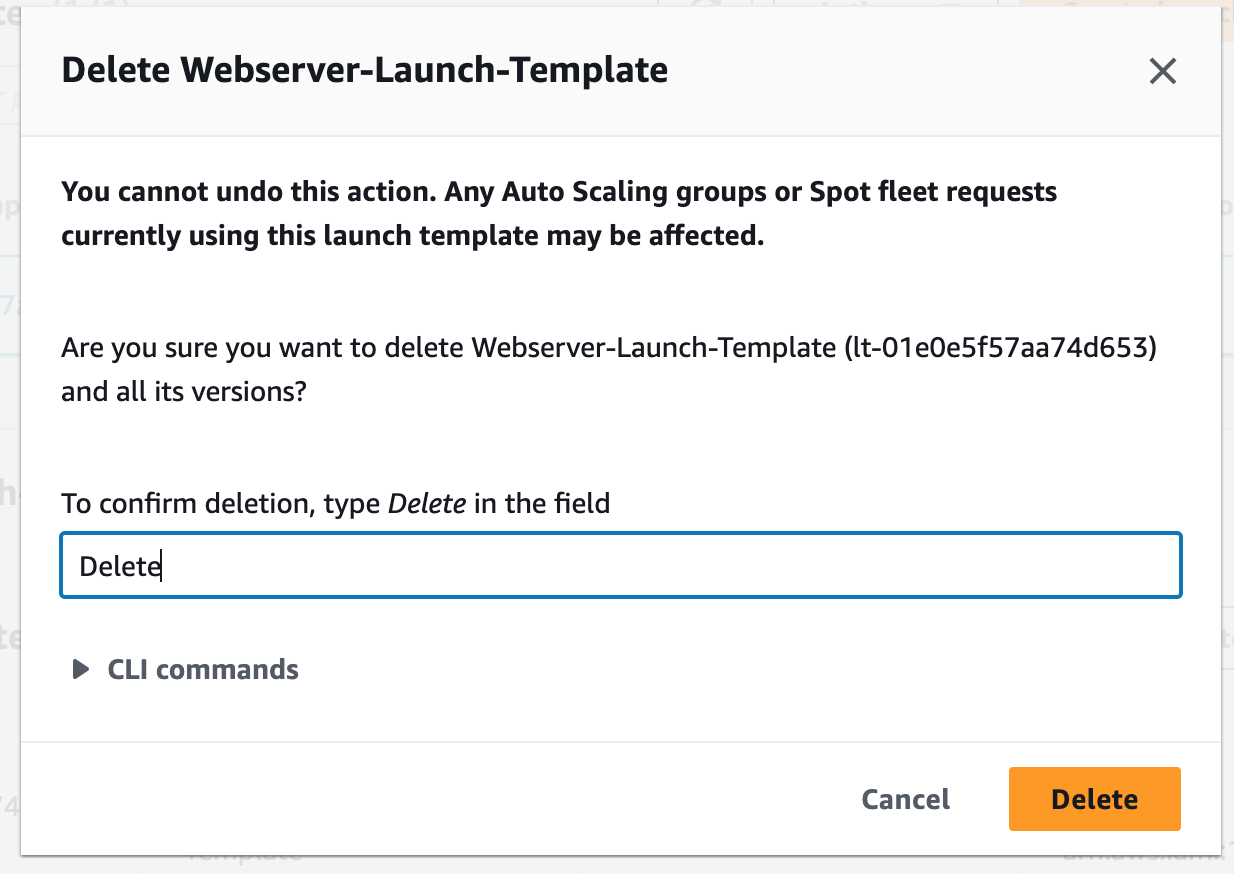 Delete Webserver-Launch-Template
You cannot undo this action. Any Auto Scaling groups or Spot fleet requests
currently using this launch template may be affected.
Are you sure you want to delete Webserver-Launch-Template (lt-01e0e5f57aa74d653)
and all its versions?
To confirm deletion, type Delete in the field
Delete
CLI commands
Cancel
Delete